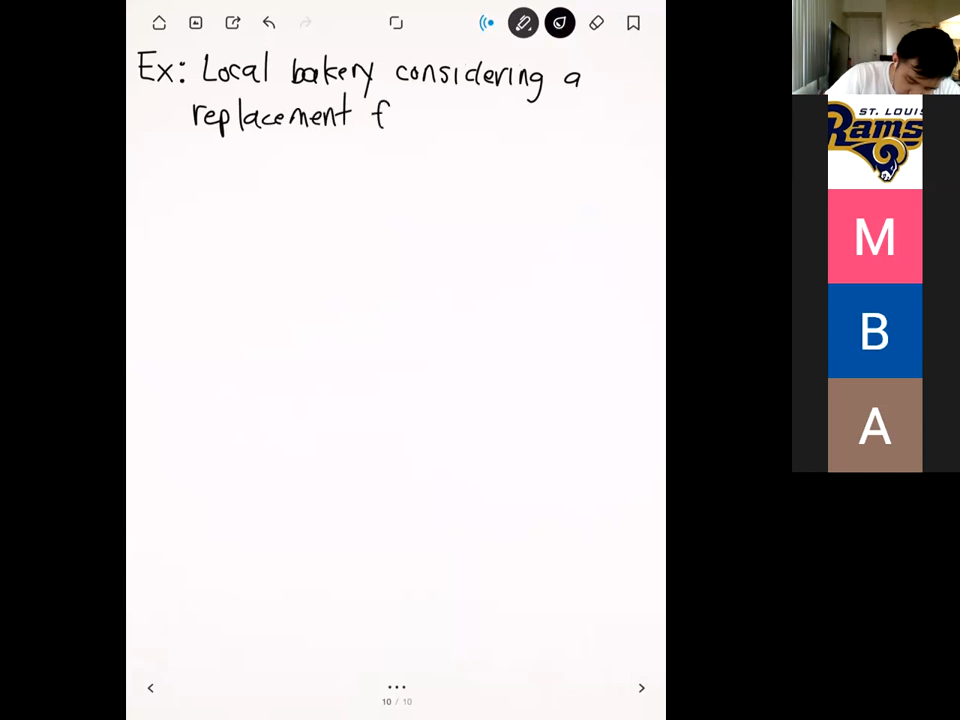 Ex: Local bakery considering a
replacement f
ST. LOUIS
Rams
M
B
A
10 / 10